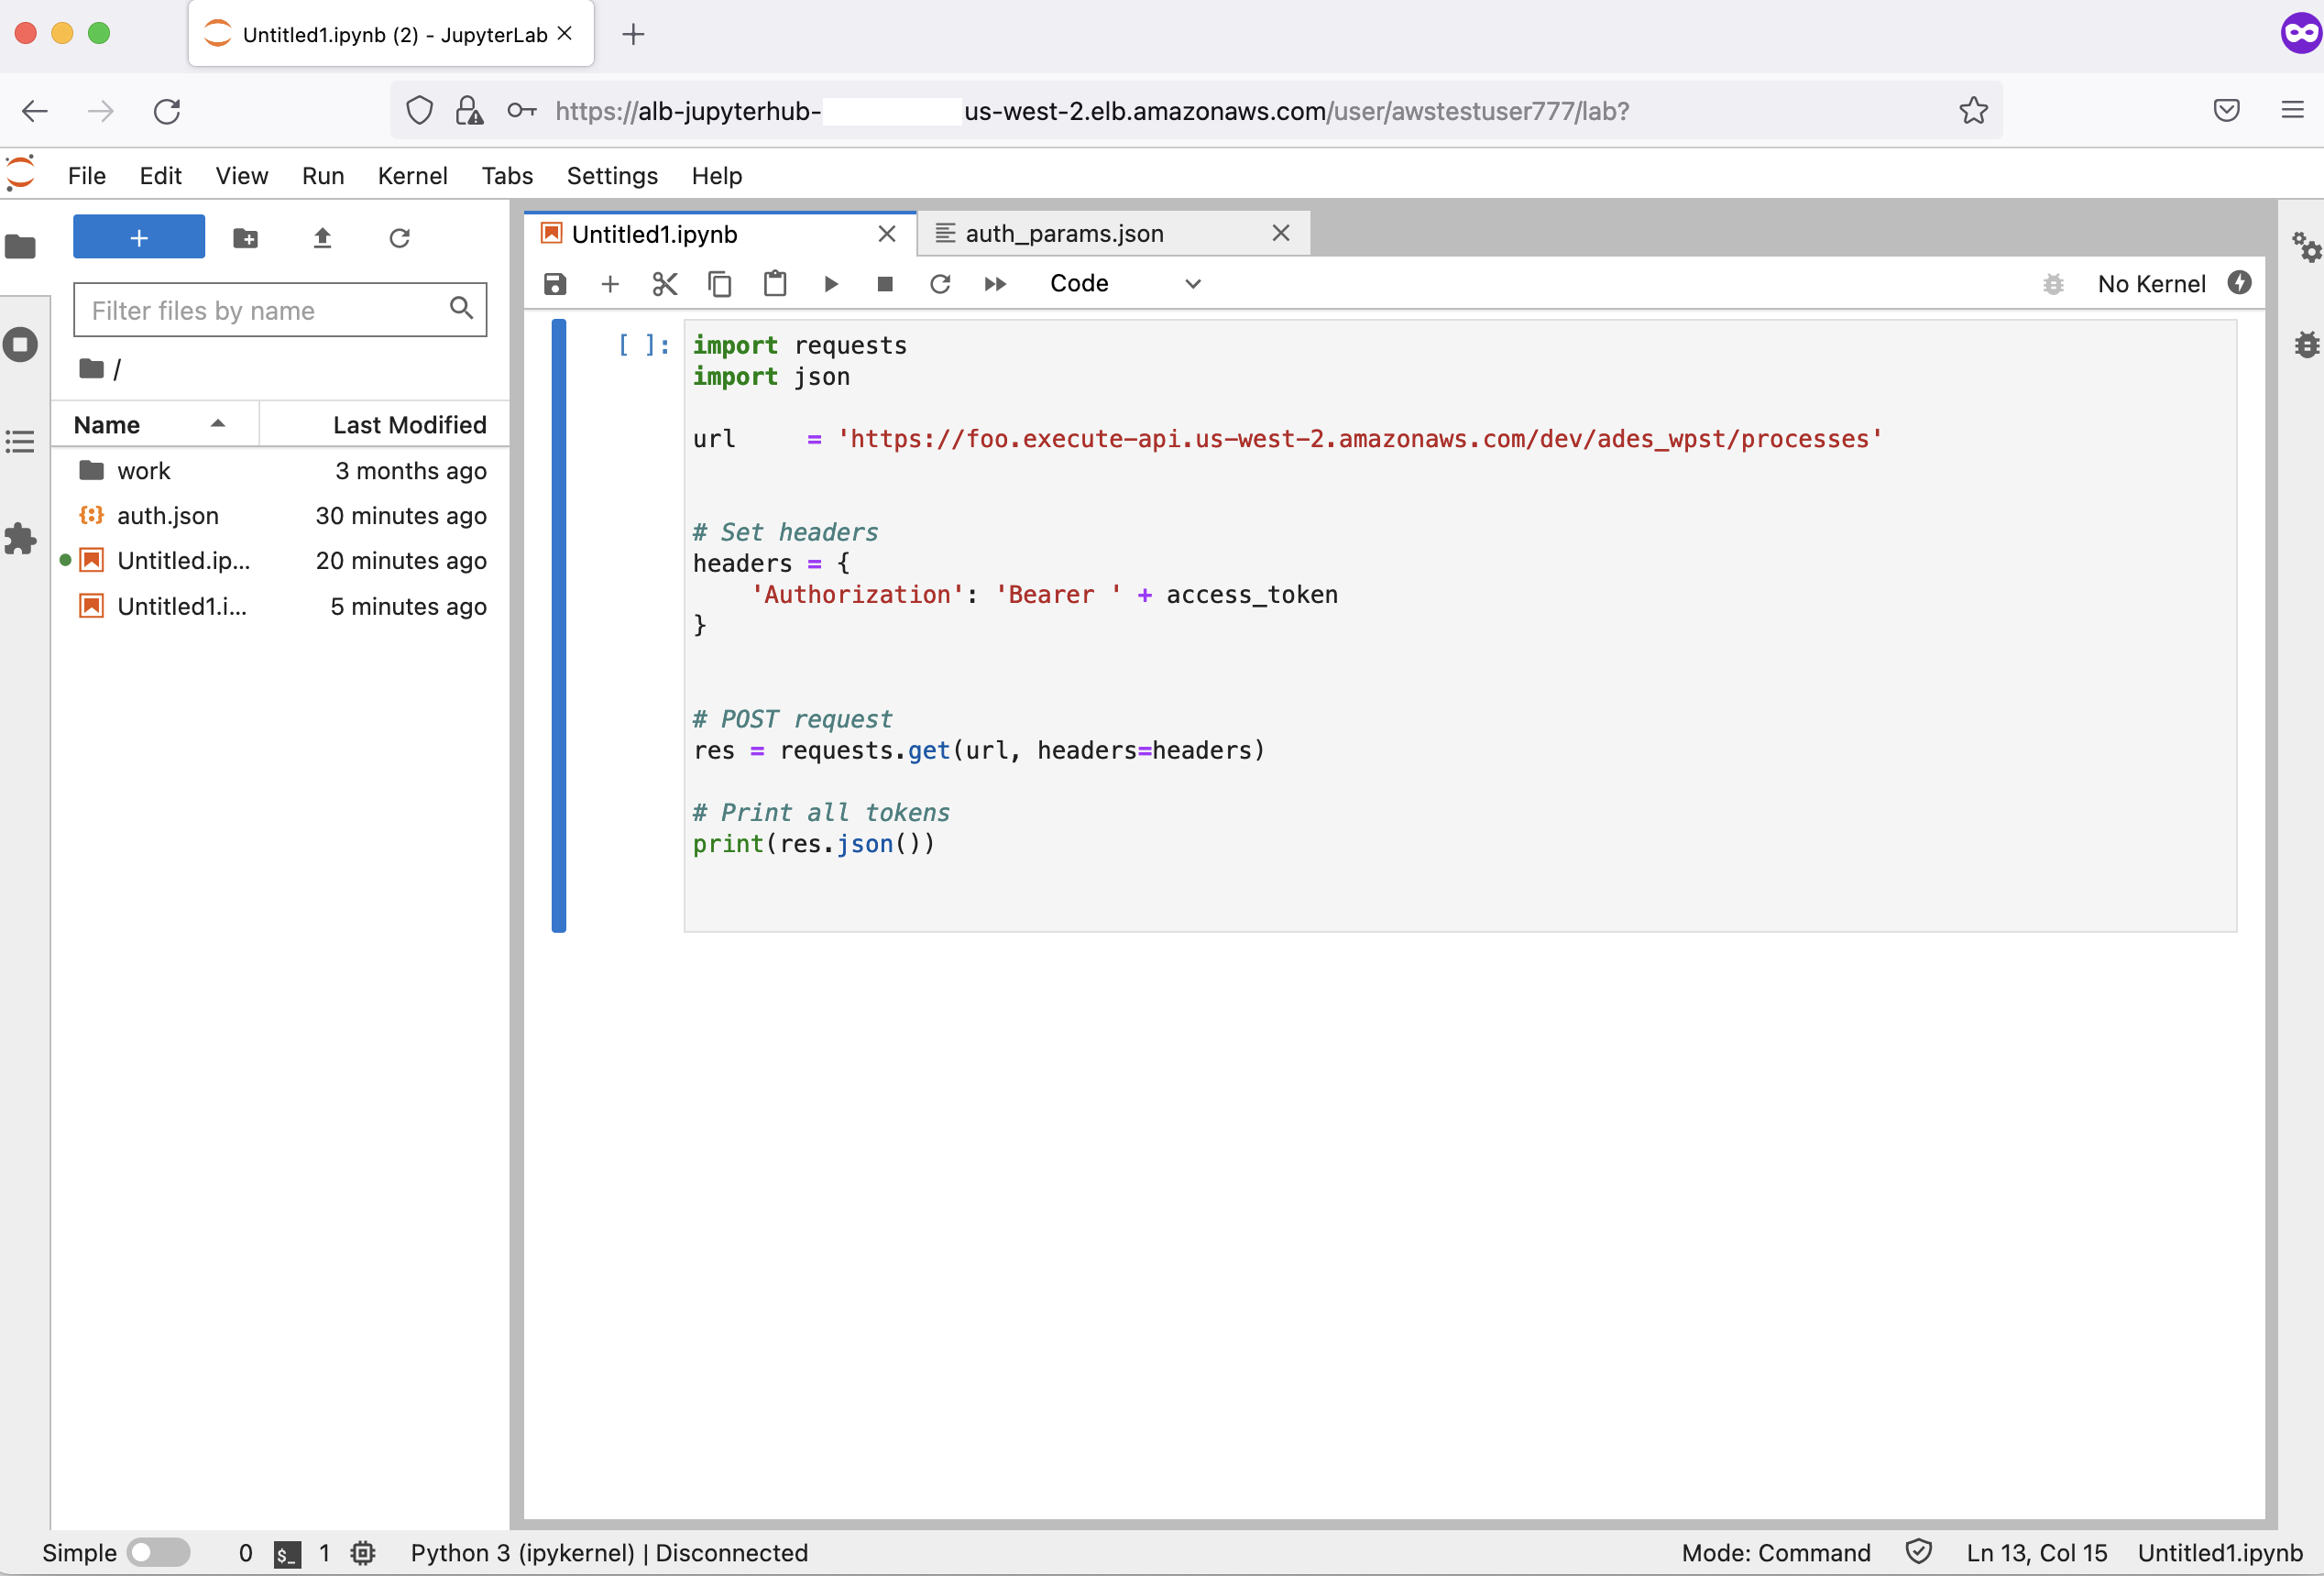 Untitled1.ipynb (2) - JupyterLab
https://alb-jupyterhub- us-west-2.elb.amazonaws.com/user/awstestuser777/lab?
File Edit View Run Kernel Tabs Settings Help
Untitled1.ipynb auth_params.json
Code No Kernel
Filter files by name
/
Name Last Modified
work 3 months ago
auth.json 30 minutes ago
Untitled.ip... 20 minutes ago
Untitled1.i... 5 minutes ago
[ ]:
import requests
import json
url     = 'https://foo.execute-api.us-west-2.amazonaws.com/dev/ades_wpst/processes'
# Set headers
headers = {
    'Authorization': 'Bearer ' + access_token
}
# POST request
res = requests.get(url, headers=headers)
# Print all tokens
print(res.json())
Simple 0 $_ 1 Python 3 (ipykernel) | Disconnected Mode: Command Ln 13, Col 15 Untitled1.ipynb